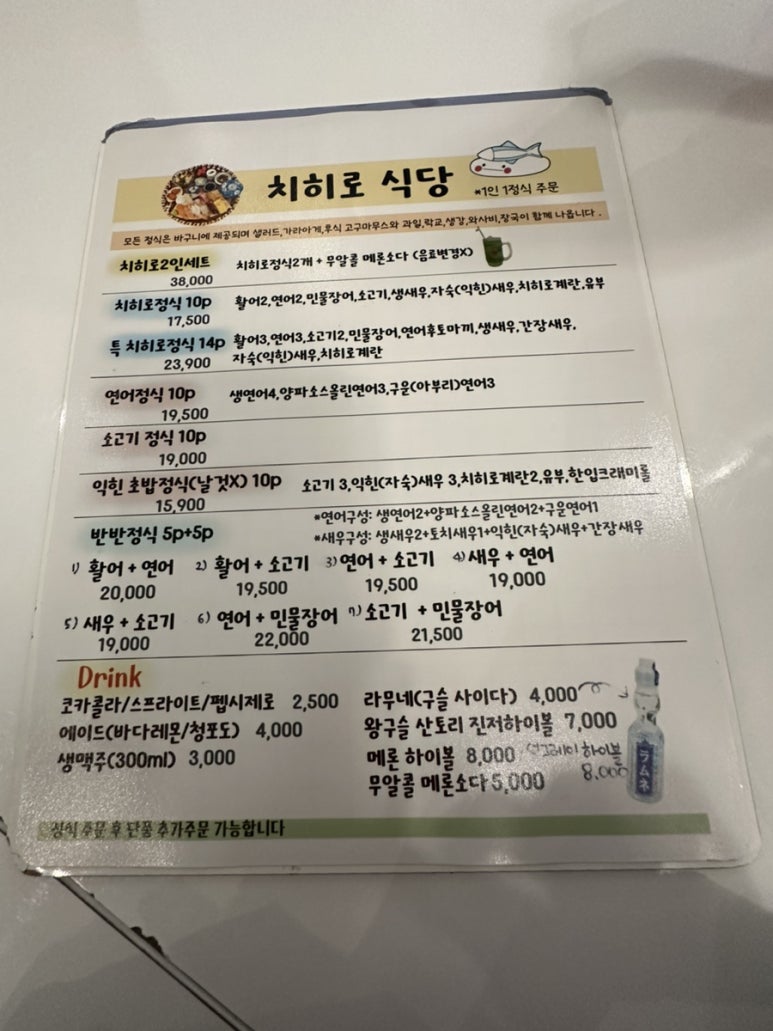 치히로 식당 *1인 1정식 주문
모든 정식은 바구니에 제공되며 샐러드,가라아게,후식 고구마무스와 과일,락교,생강,와사비,장국이 함께 나옵니다.
치히로2인세트 치히로정식2개 + 무알콜 메론소다 (음료변경X)
38,000
치히로정식 10p 활어2,연어2,민물장어,소고기,생새우,자숙(익힌)새우,치히로계란,유부
17,500
특 치히로정식 14p 활어3,연어3,소고기2,민물장어,연어후토마끼,생새우,간장새우,
23,900 자숙(익힌)새우,치히로계란
연어정식 10p 생연어4,양파소스올린연어3,구운(아부리)연어3
19,500
소고기 정식 10p
19,000
익힌 초밥정식(날것X) 10p 소고기 3,익힌(자숙)새우 3,치히로계란2,유부,한입크래미롤
15,900
*연어구성: 생연어2+양파소스올린연어2+구운연어1
반반정식 5p+5p *새우구성: 생새우2+토치새우1+익힌(자숙)새우+간장새우
1) 활어 + 연어 2) 활어 + 소고기 3) 연어 + 소고기 4) 새우 + 연어
20,000 19,500 19,500 19,000
5) 새우 + 소고기 6) 연어 + 민물장어 7) 소고기 + 민물장어
19,000 22,000 21,500
Drink
코카콜라/스프라이트/펩시제로 2,500 라무네(구슬 사이다) 4,000
에이드(바다레몬/청포도) 4,000 왕구슬 산토리 진저하이볼 7,000
생맥주(300ml) 3,000 메론 하이볼 8,000 하이볼
8,000
무알콜 메론소다 5,000
ラムネ
정식 주문 후 단품 추가주문 가능합니다